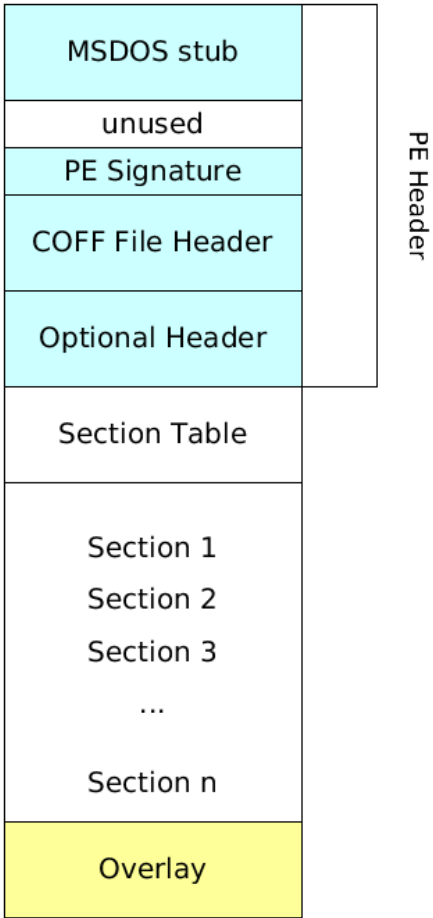 MSDOS stub
unused
PE Signature
COFF File Header
Optional Header
PE Header
Section Table
Section 1
Section 2
Section 3
...
Section n
Overlay